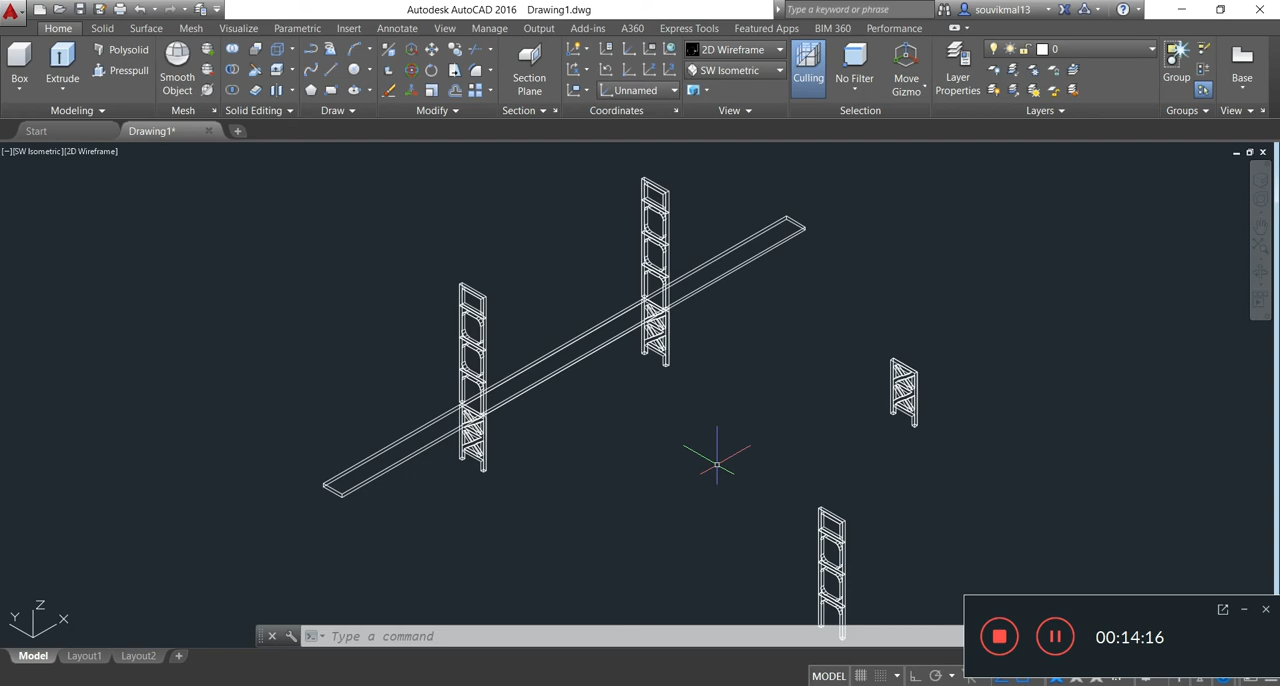 Autodesk AutoCAD 2016 Drawing1.dwg
Type a keyword or phrase
souvikmal13
Home Solid Surface Mesh Visualize Parametric Insert Annotate View Manage Output Add-ins A360 Express Tools Featured Apps BIM 360 Performance
Box
Extrude
Polysolid
Presspull
Smooth
Object
Section
Plane
2D Wireframe
SW Isometric
Unnamed
Culling
No Filter
Move
Gizmo
Layer
Properties
0
Group
Base
Modeling Mesh Solid Editing Draw Modify Section Coordinates View Selection Layers Groups View
Start Drawing1*
[−][SW Isometric][2D Wireframe]
Z
Y X
Type a command
00:14:16
Model Layout1 Layout2
MODEL